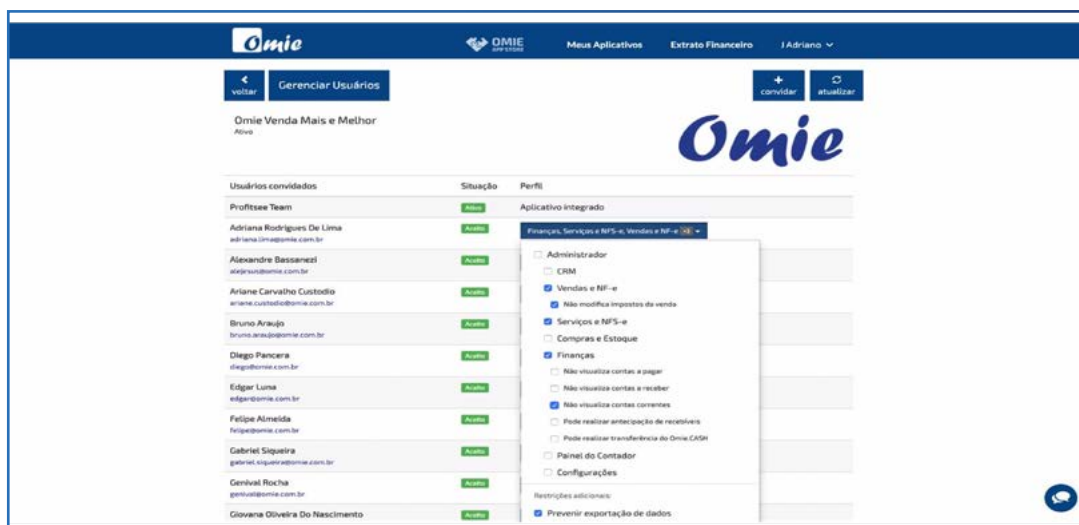 Omie
OMIE
APP STORE
Meus Aplicativos
Extrato Financeiro
J Adriano
voltar
Gerenciar Usuários
convidar
atualizar
Omie Venda Mais e Melhor
Ativo
Omie
Usuários convidados Situação Perfil
Profitsee Team Ativo Aplicativo integrado
Adriana Rodrigues De Lima Aceito Finanças, Serviços e NFS-e, Vendas e NF-e
adriana.lima@omie.com.br
Alexandre Bassanezi Aceito
alejesus@omie.com.br
Ariane Carvalho Custodio Aceito
ariane.custodio@omie.com.br
Bruno Araujo Aceito
bruno.araujo@omie.com.br
Diego Pancera Aceito
diego@omie.com.br
Edgar Luna Aceito
edgar@omie.com.br
Felipe Almeida Aceito
felipe@omie.com.br
Gabriel Siqueira Aceito
gabriel.siqueira@omie.com.br
Genival Rocha Aceito
genival@omie.com.br
Giovana Oliveira Do Nascimento Aceito
Administrador
CRM
Vendas e NF-e
Não modifica impostos da venda
Serviços e NFS-e
Compras e Estoque
Finanças
Não visualiza contas a pagar
Não visualiza contas a receber
Não visualiza contas correntes
Pode realizar antecipação de recebíveis
Pode realizar transferência do Omie.CASH
Painel do Contador
Configurações
Restrições adicionais:
Prevenir exportação de dados